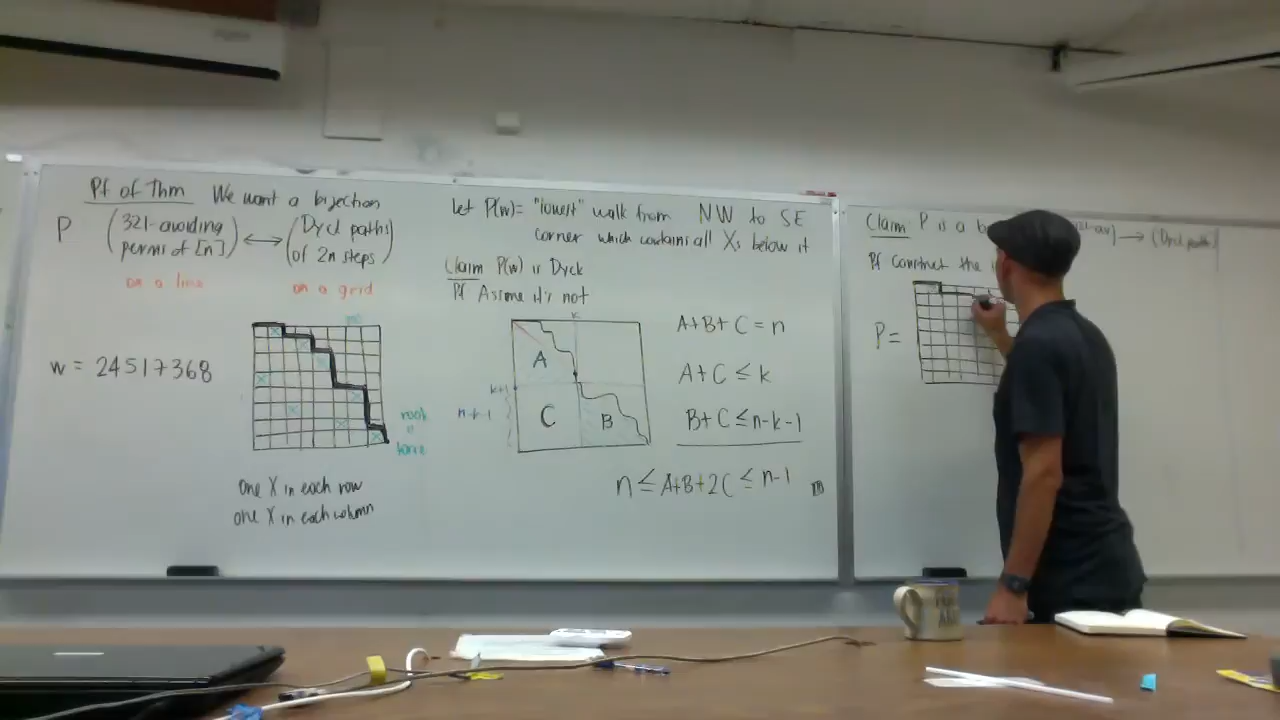 Pf of Thm We want a bijection
P (321-avoiding perms of [n]) ↔ (Dyck paths of 2n steps)
on a line
on a grid
w = 24517368
rook
one X in each row
one X in each column
Let P(w) = "lowest" walk from NW to SE
corner which contains all Xs below it
Claim P(w) is Dyck
Pf Assume it's not
k
A
k+1
n-k-1
C
B
A+B+C = n
A+C ≤ k
B+C ≤ n-k-1
n ≤ A+B+2C ≤ n-1
Claim P is a → (Dyck paths)
Pf Construct the
P =